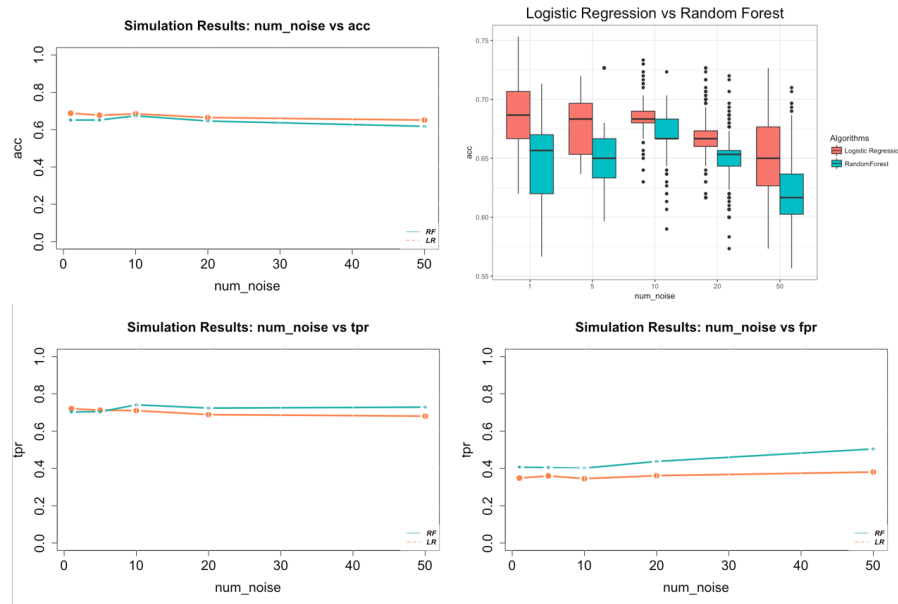 Simulation Results: num_noise vs acc
acc
0.0 0.2 0.4 0.6 0.8 1.0
0 10 20 30 40 50
num_noise
RF
LR
Logistic Regression vs Random Forest
acc
0.75
0.70
0.65
0.60
0.55
1 5 10 20 50
num_noise
Algorithms
Logistic Regressic
RandomForest
Simulation Results: num_noise vs tpr
tpr
0.0 0.2 0.4 0.6 0.8 1.0
0 10 20 30 40 50
num_noise
RF
LR
Simulation Results: num_noise vs fpr
tpr
0.0 0.2 0.4 0.6 0.8 1.0
0 10 20 30 40 50
num_noise
RF
LR